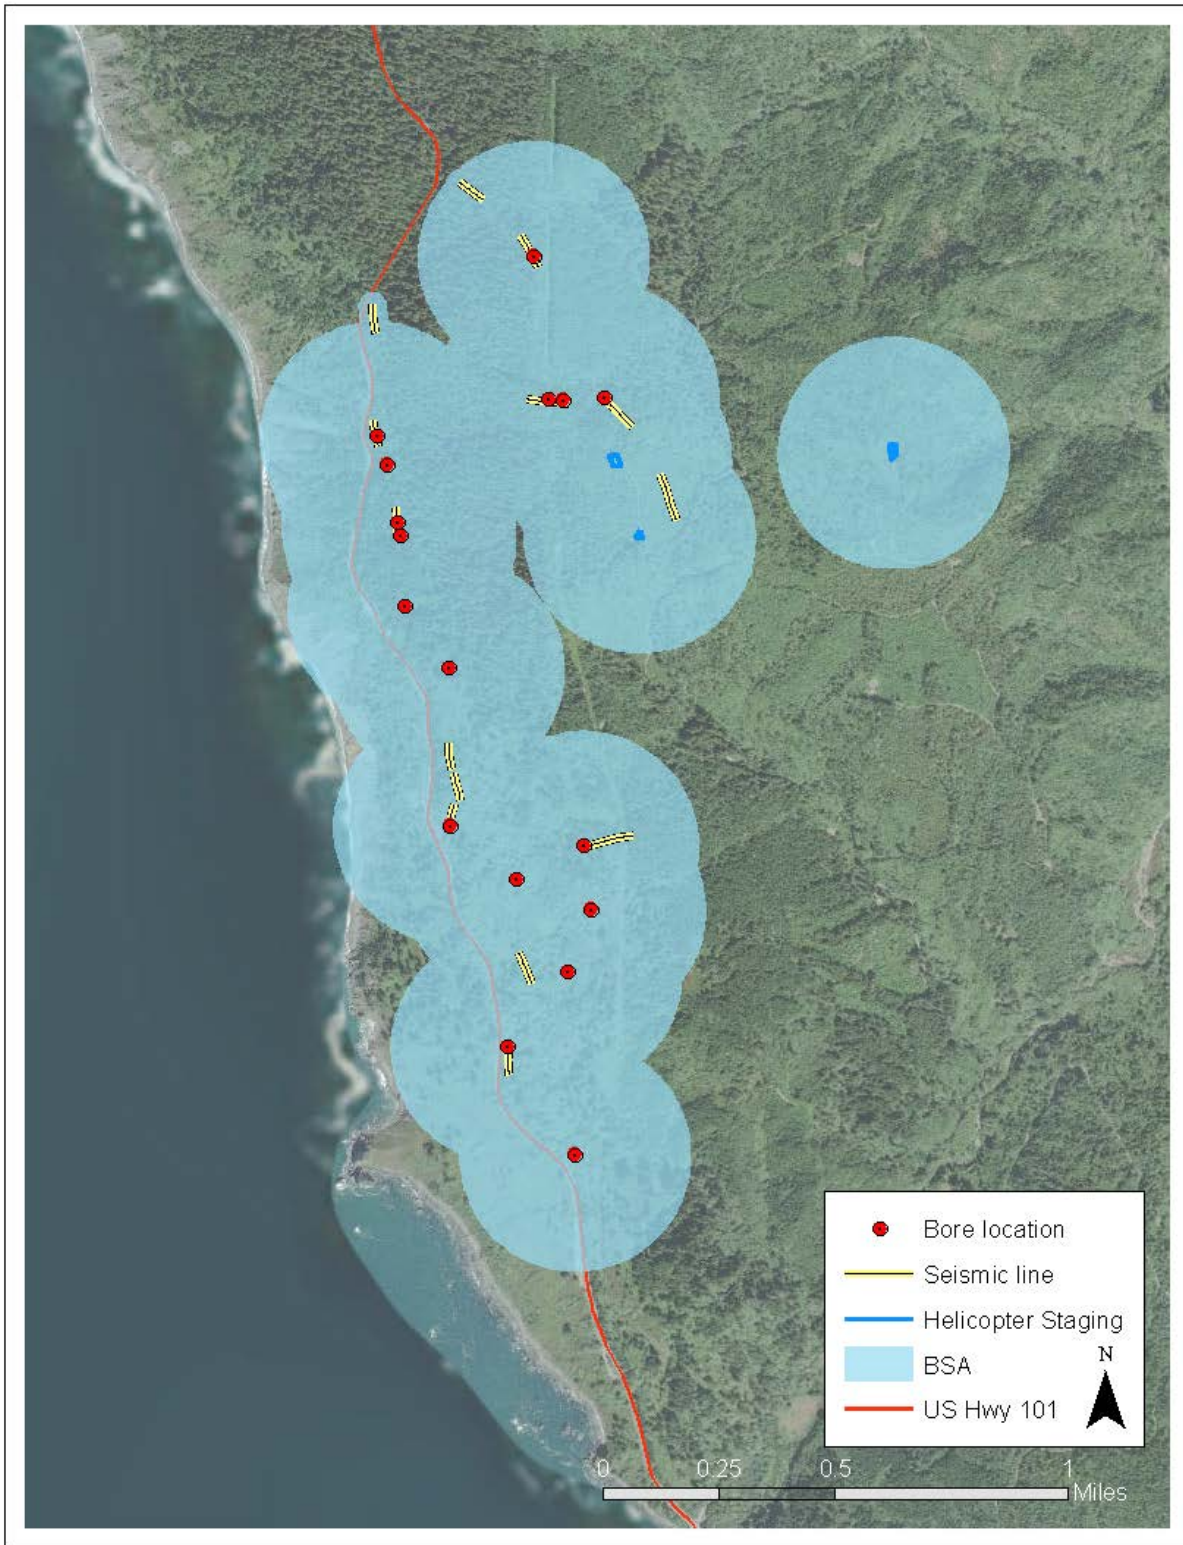 Bore location
Seismic line
Helicopter Staging
BSA
US Hwy 101
N
0 0.25 0.5 1
Miles